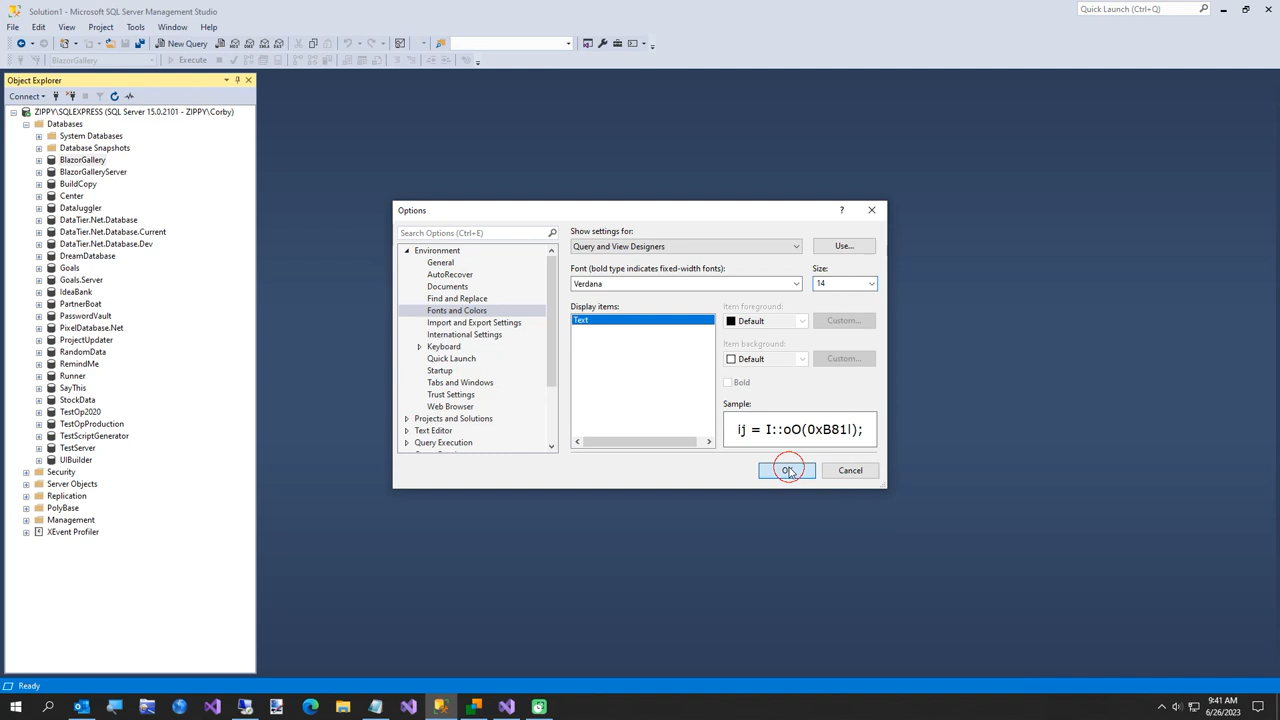 Solution1 - Microsoft SQL Server Management Studio
Quick Launch (Ctrl+Q)
File Edit View Project Tools Window Help
New Query
BlazorGallery
Execute
Object Explorer
Connect
ZIPPY\SQLEXPRESS (SQL Server 15.0.2101 - ZIPPY\Corby)
Databases
System Databases
Database Snapshots
BlazorGallery
BlazorGalleryServer
BuildCopy
Center
DataJuggler
DataTier.Net.Database
DataTier.Net.Database.Current
DataTier.Net.Database.Dev
DreamDatabase
Goals
Goals.Server
IdeaBank
PartnerBoat
PasswordVault
PixelDatabase.Net
ProjectUpdater
RandomData
RemindMe
Runner
SayThis
StockData
TestOp2020
TestOpProduction
TestScriptGenerator
TestServer
UIBuilder
Security
Server Objects
Replication
PolyBase
Management
XEvent Profiler
Options
?
Search Options (Ctrl+E)
Environment
General
AutoRecover
Documents
Find and Replace
Fonts and Colors
Import and Export Settings
International Settings
Keyboard
Quick Launch
Startup
Tabs and Windows
Trust Settings
Web Browser
Projects and Solutions
Text Editor
Query Execution
Show settings for:
Query and View Designers
Use...
Font (bold type indicates fixed-width fonts):
Size:
Verdana
14
Display items:
Text
Item foreground:
Default
Custom...
Item background:
Default
Custom...
Bold
Sample:
ij = I::oO(0xB81l);
Cancel
Ready
9:41 AM
6/26/2023